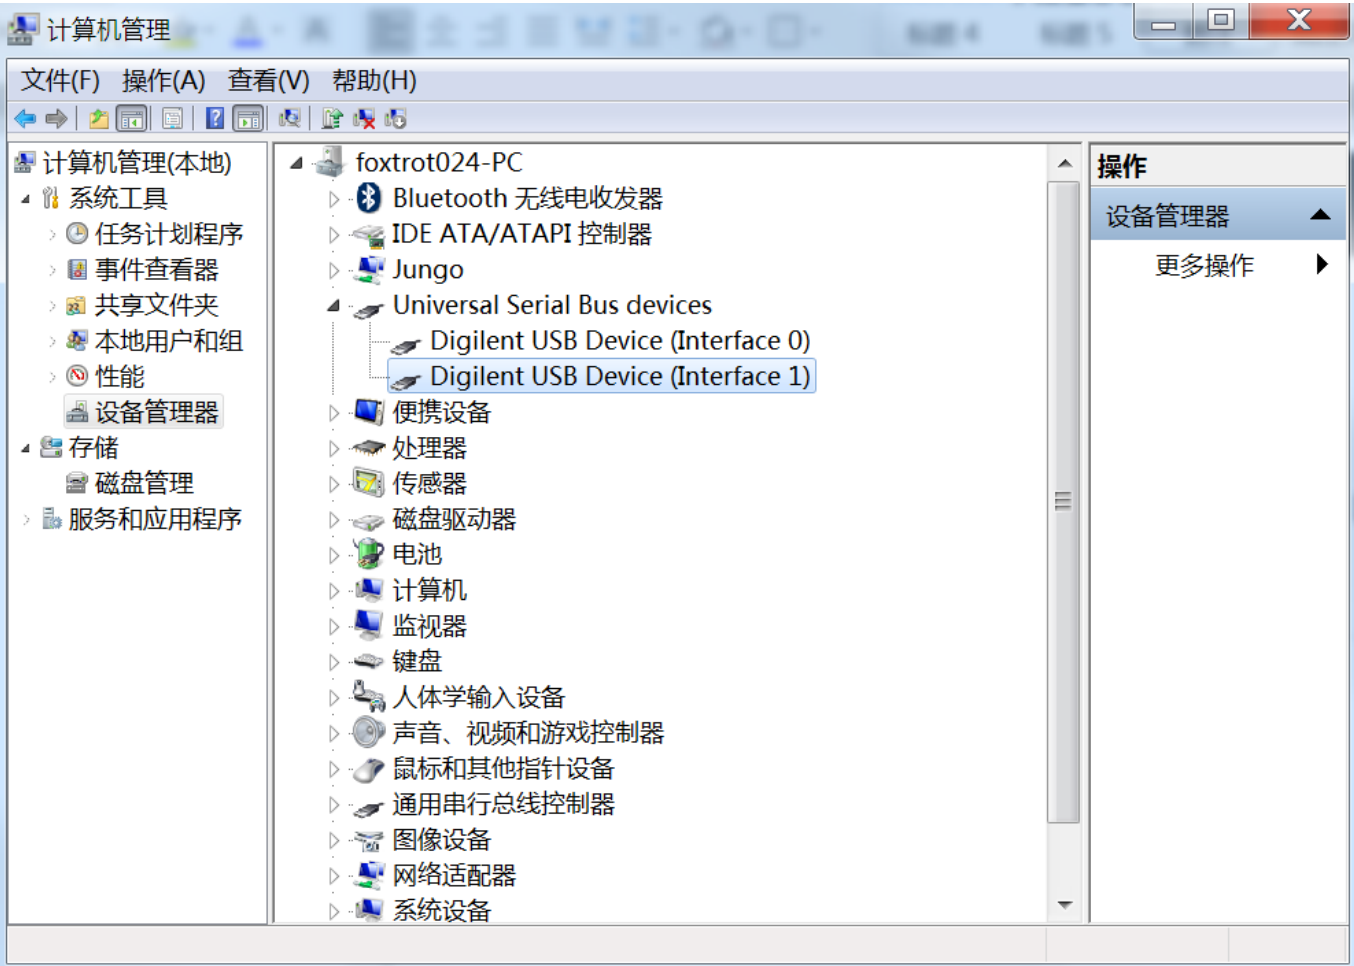 计算机管理
标题 4
标题 5
文件(F) 操作(A) 查看(V) 帮助(H)
计算机管理(本地)
系统工具
任务计划程序
事件查看器
共享文件夹
本地用户和组
性能
设备管理器
存储
磁盘管理
服务和应用程序
foxtrot024-PC
Bluetooth 无线电收发器
IDE ATA/ATAPI 控制器
Jungo
Universal Serial Bus devices
Digilent USB Device (Interface 0)
Digilent USB Device (Interface 1)
便携设备
处理器
传感器
磁盘驱动器
电池
计算机
监视器
键盘
人体学输入设备
声音、视频和游戏控制器
鼠标和其他指针设备
通用串行总线控制器
图像设备
网络适配器
系统设备
操作
设备管理器
更多操作